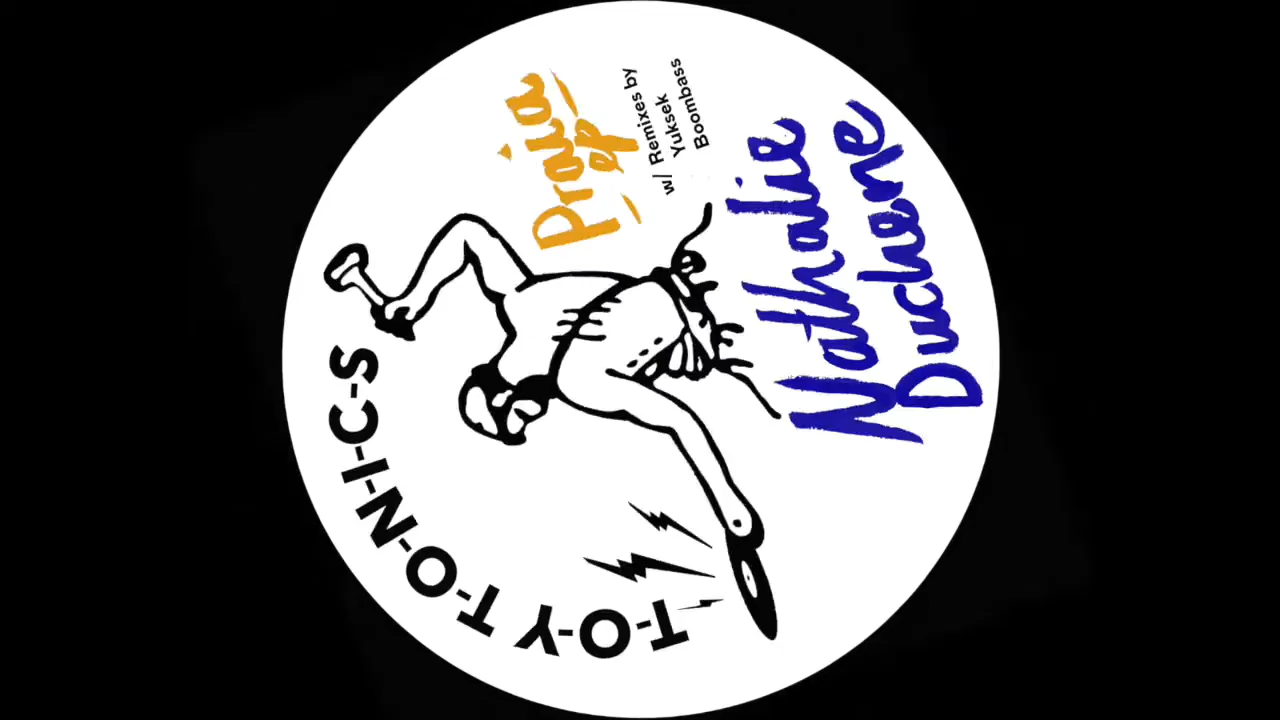 T-O-Y T-O-N-I-C-S
Praia
ep
w/ Remixes by
Yuksek
Boombass
Nathalie
Duchene